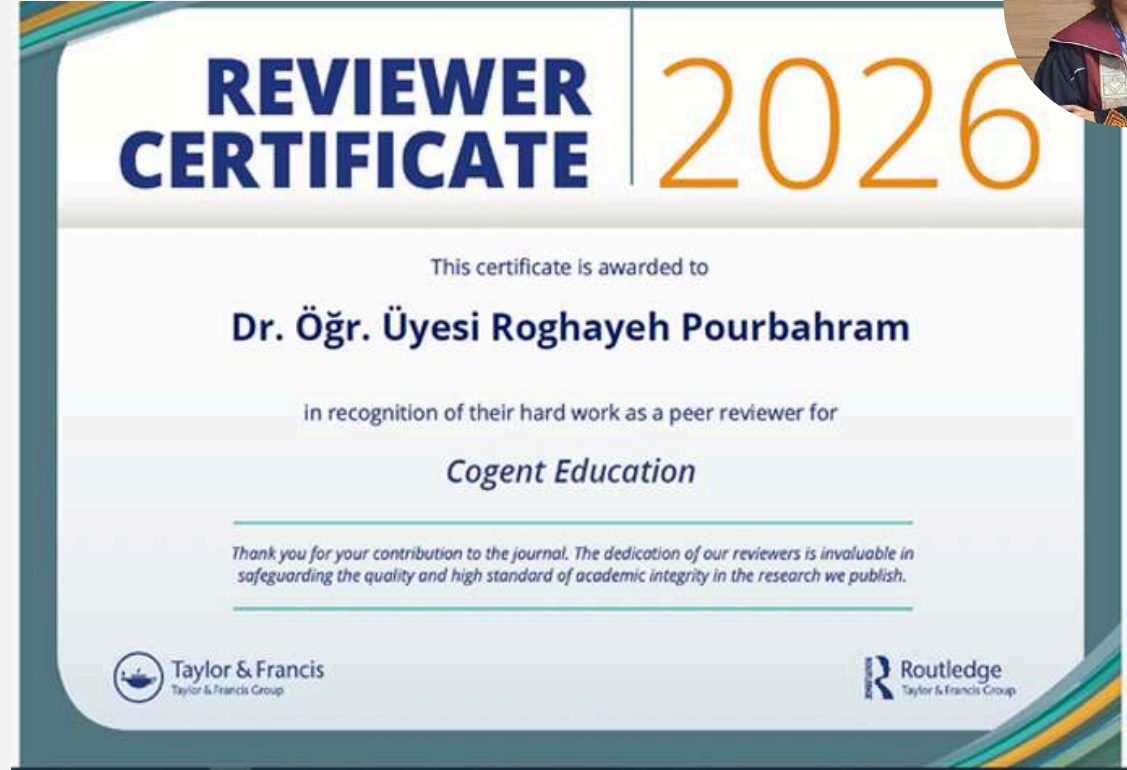 REVIEWER
CERTIFICATE
2026
This certificate is awarded to
Dr. Öğr. Üyesi Roghayeh Pourbahram
in recognition of their hard work as a peer reviewer for
Cogent Education
Thank you for your contribution to the journal. The dedication of our reviewers is invaluable in
safeguarding the quality and high standard of academic integrity in the research we publish.
Taylor & Francis
Taylor & Francis Group
ROUTLEDGE
Routledge
Taylor & Francis Group